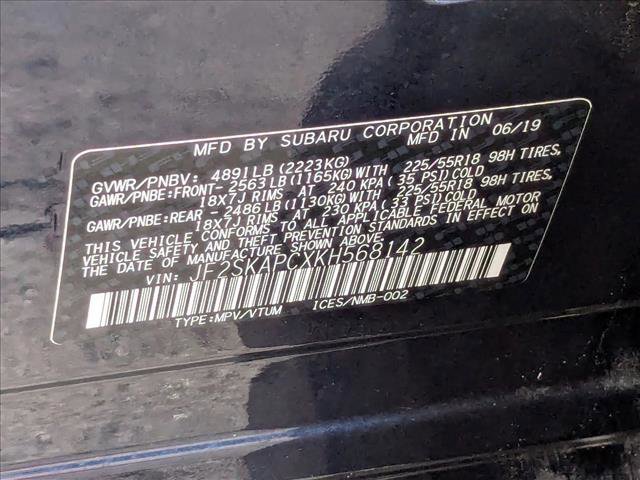 MFD BY SUBARU CORPORATION
MFD IN 06/19
GVWR/PNBV: 4891LB(2223KG)
GAWR/PNBE:FRONT-2563LB(1165KG)WITH 225/55R18 98H TIRES,
18X7J RIMS AT 240 KPA(35 PSI)COLD
GAWR/PNBE:REAR -2486LB(1130KG)WITH 225/55R18 98H TIRES,
18X7J RIMS AT 230 KPA(33 PSI)COLD
THIS VEHICLE CONFORMS TO ALL APPLICABLE FEDERAL MOTOR
VEHICLE SAFETY AND THEFT PREVENTION STANDARDS IN EFFECT ON
THE DATE OF MANUFACTURE SHOWN ABOVE.
VIN: JF2SKAPCXKH568142
TYPE:MPV/VTUM ICES/NMB-002